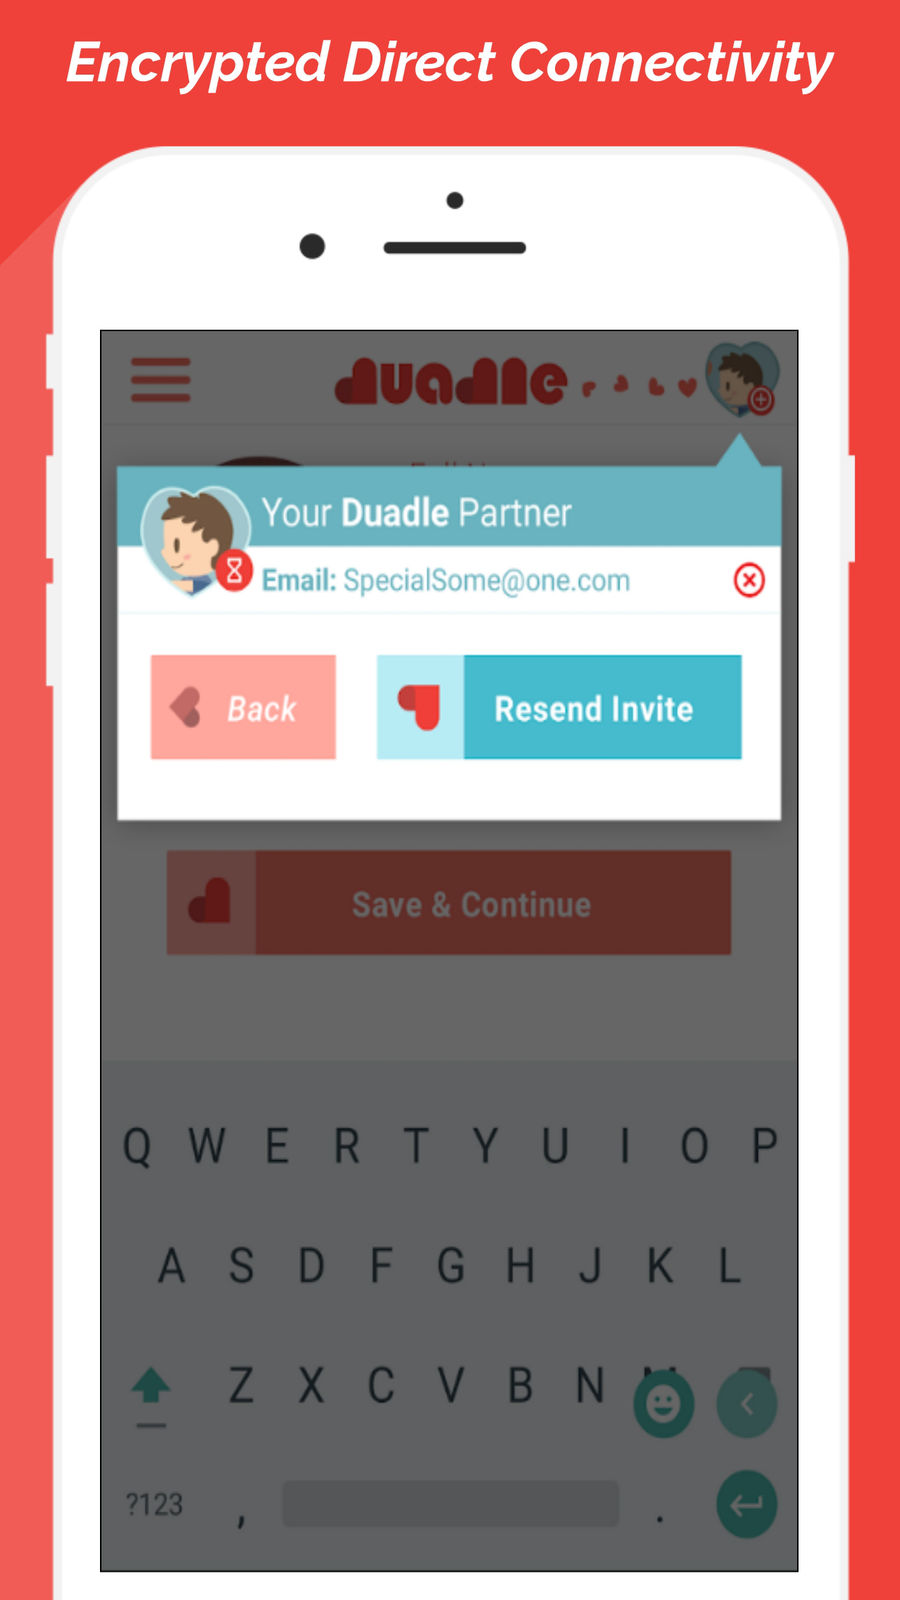 Encrypted Direct Connectivity
duadle
Your Duadle Partner
Email: SpecialSome@one.com
Back
Resend Invite
Save & Continue
Q W E R T Y U I O P
A S D F G H J K L
Z X C V B N
?123 , .